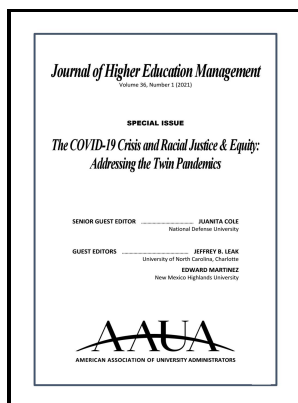 Journal of Higher Education Management
Volume 36, Number 1 (2021)
SPECIAL ISSUE
The COVID-19 Crisis and Racial Justice & Equity:
Addressing the Twin Pandemics
SENIOR GUEST EDITOR ........................ JUANITA COLE
National Defense University
GUEST EDITORS ........................ JEFFREY B. LEAK
University of North Carolina, Charlotte
EDWARD MARTINEZ
New Mexico Highlands University
AAUA
AMERICAN ASSOCIATION OF UNIVERSITY ADMINISTRATORS